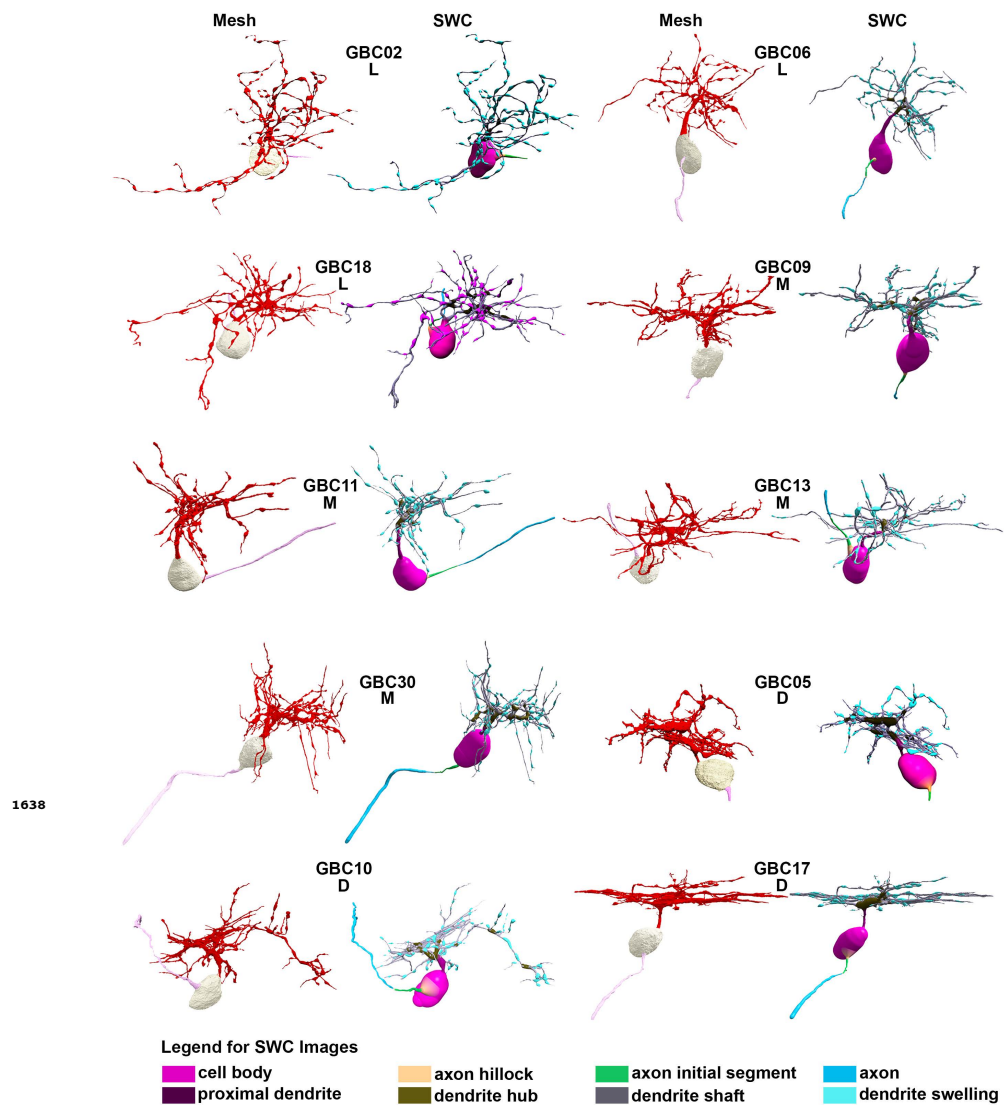 Mesh SWC Mesh SWC
GBC02
L
GBC06
L
GBC18
L
GBC09
M
GBC11
M
GBC13
M
GBC30
M
GBC05
D
1638
GBC10
D
GBC17
D
Legend for SWC Images
cell body axon hillock axon initial segment axon
proximal dendrite dendrite hub dendrite shaft dendrite swelling